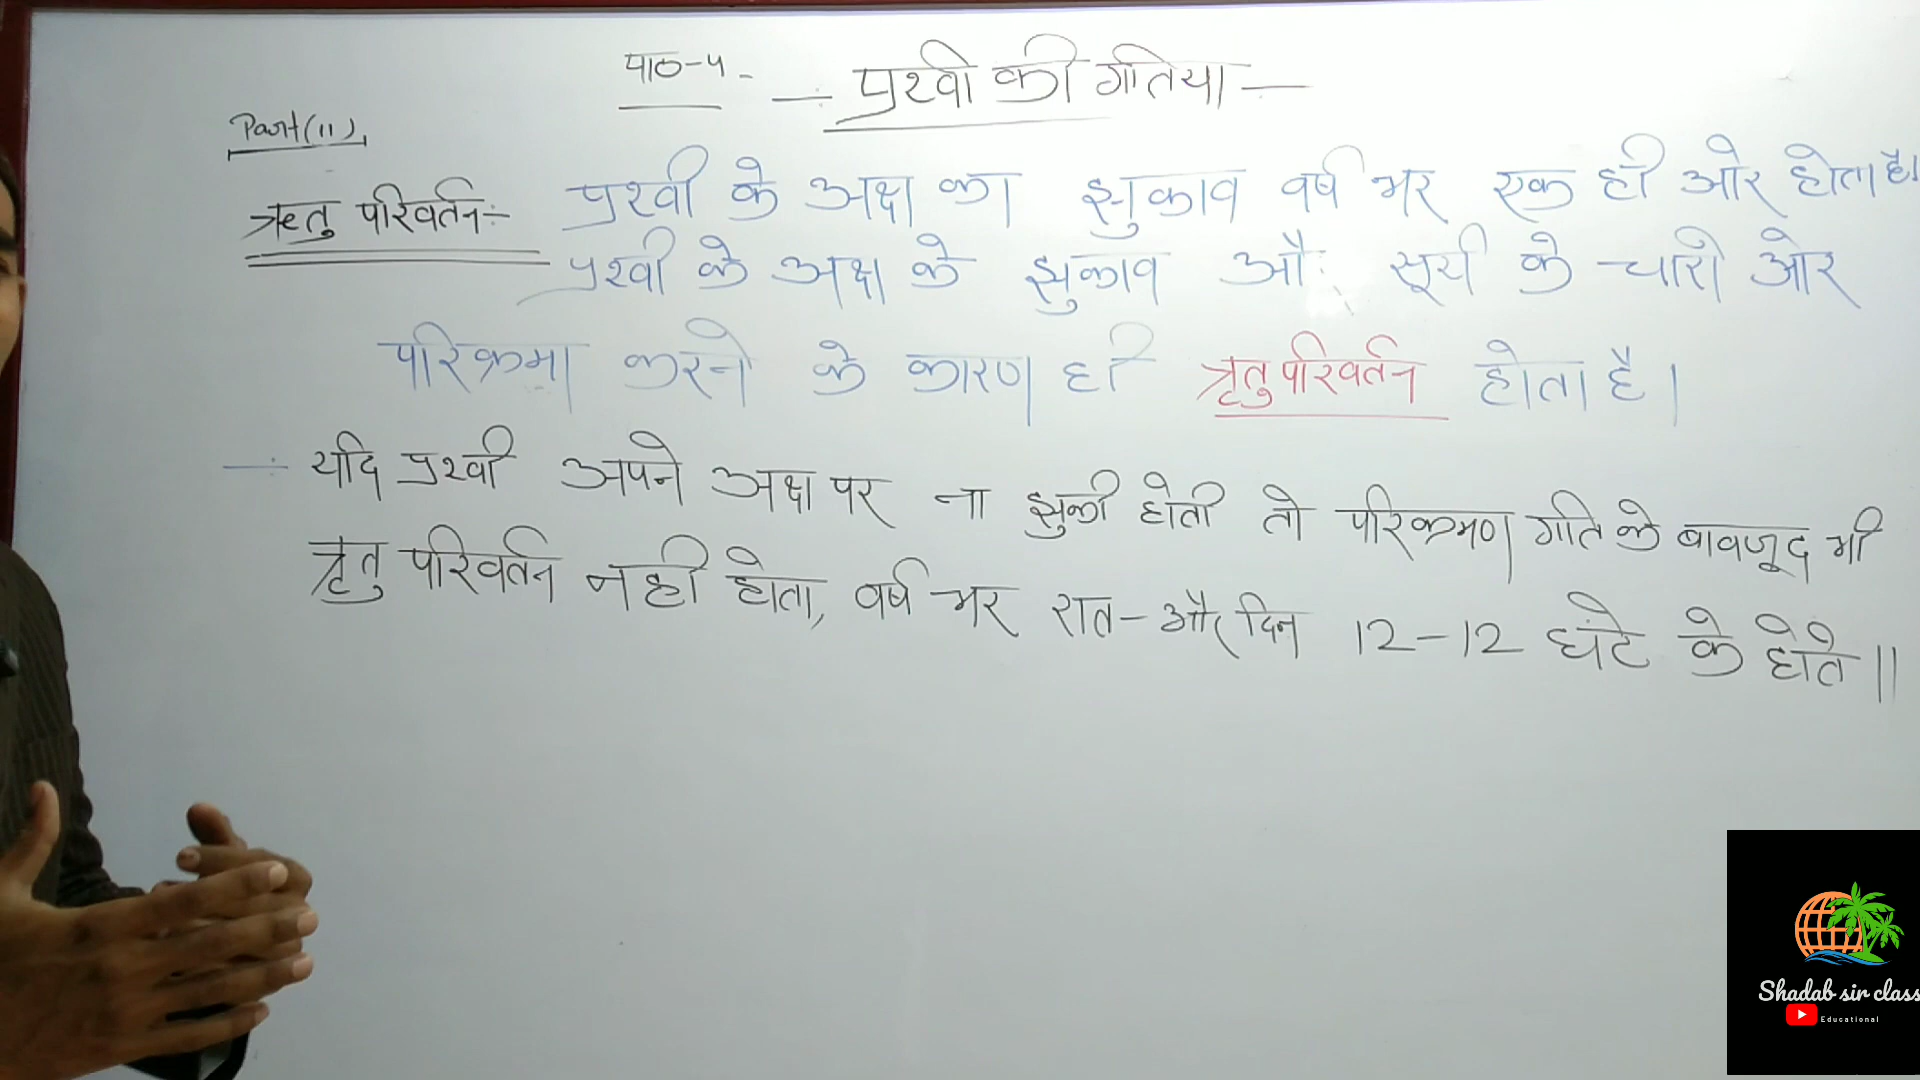 पाठ-५ - पृथ्वी की गतिया -
Part (11)
ऋतु परिवर्तन:- पृथ्वी के अक्ष का झुकाव वर्ष भर एक ही ओर होता है।
पृथ्वी के अक्ष के झुकाव और सूर्य के चारो ओर
परिक्रमा करने के कारण ही ऋतु परिवर्तन होता है।
यदि पृथ्वी अपने अक्ष पर ना झुकी होती तो परिक्रमण गति के बावजूद भी
ऋतु परिवर्तन नही होता, वर्ष भर रात-और दिन 12-12 घंटे के होते ||
Shadab sir class
Educational